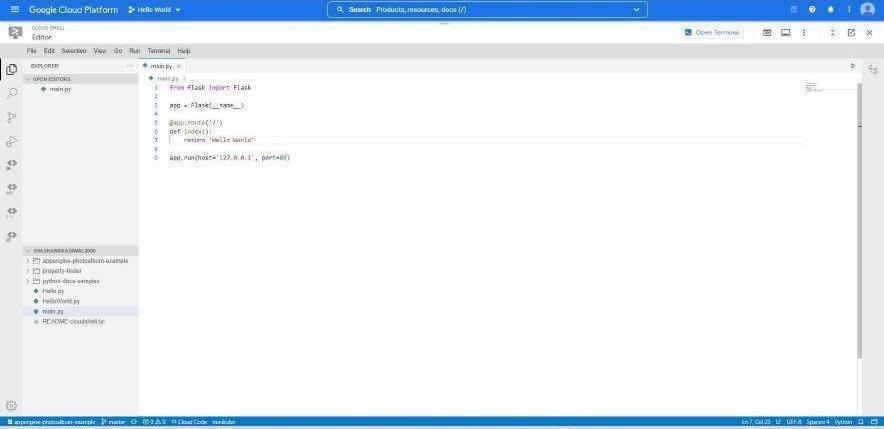 Google Cloud Platform
Hello World
Search Products, resources, docs (/)
CLOUD SHELL
Editor
Open Terminal
File Edit Selection View Go Run Terminal Help
EXPLORER
main.py ×
OPEN EDITORS
main.py
main.py >
1 from flask import Flask
2
3 app = Flask(__name__)
4
5 @app.route('/')
6 def index():
7 return 'Hello World'
8
9 app.run(host='127.0.0.1', port=80)
appengine-photoalbum-example
property-finder
python-docs-samples
Hello.py
HelloWorld.py
main.py
README-cloudshell.txt
appengine-photoalbum-example master 0 0 Cloud Code minikube Ln 7, Col 23 LF UTF-8 Spaces: 4 Python